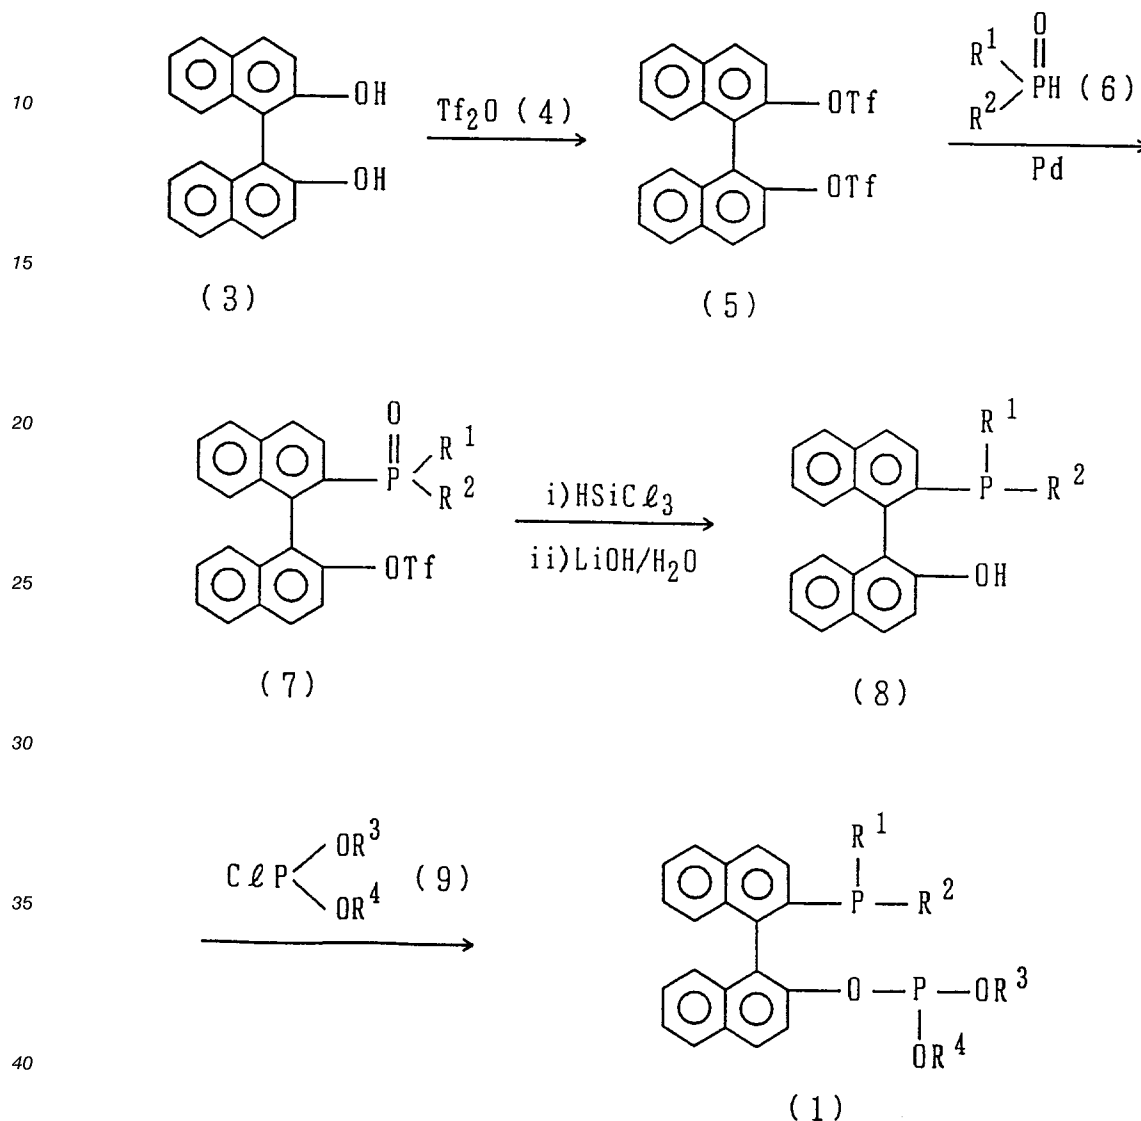 O
R¹
10
OH
Tf₂O (4)
OTf
PH (6)
R²
OH
OTf
Pd
15
(3)
(5)
20
O
R¹
R¹
P
R²
i)HSiCℓ₃
P
R²
25
OTf
ii)LiOH/H₂O
OH
(7)
(8)
30
OR³
R¹
CℓP
(9)
35
OR⁴
P
R²
O
P
OR³
40
OR⁴
(1)